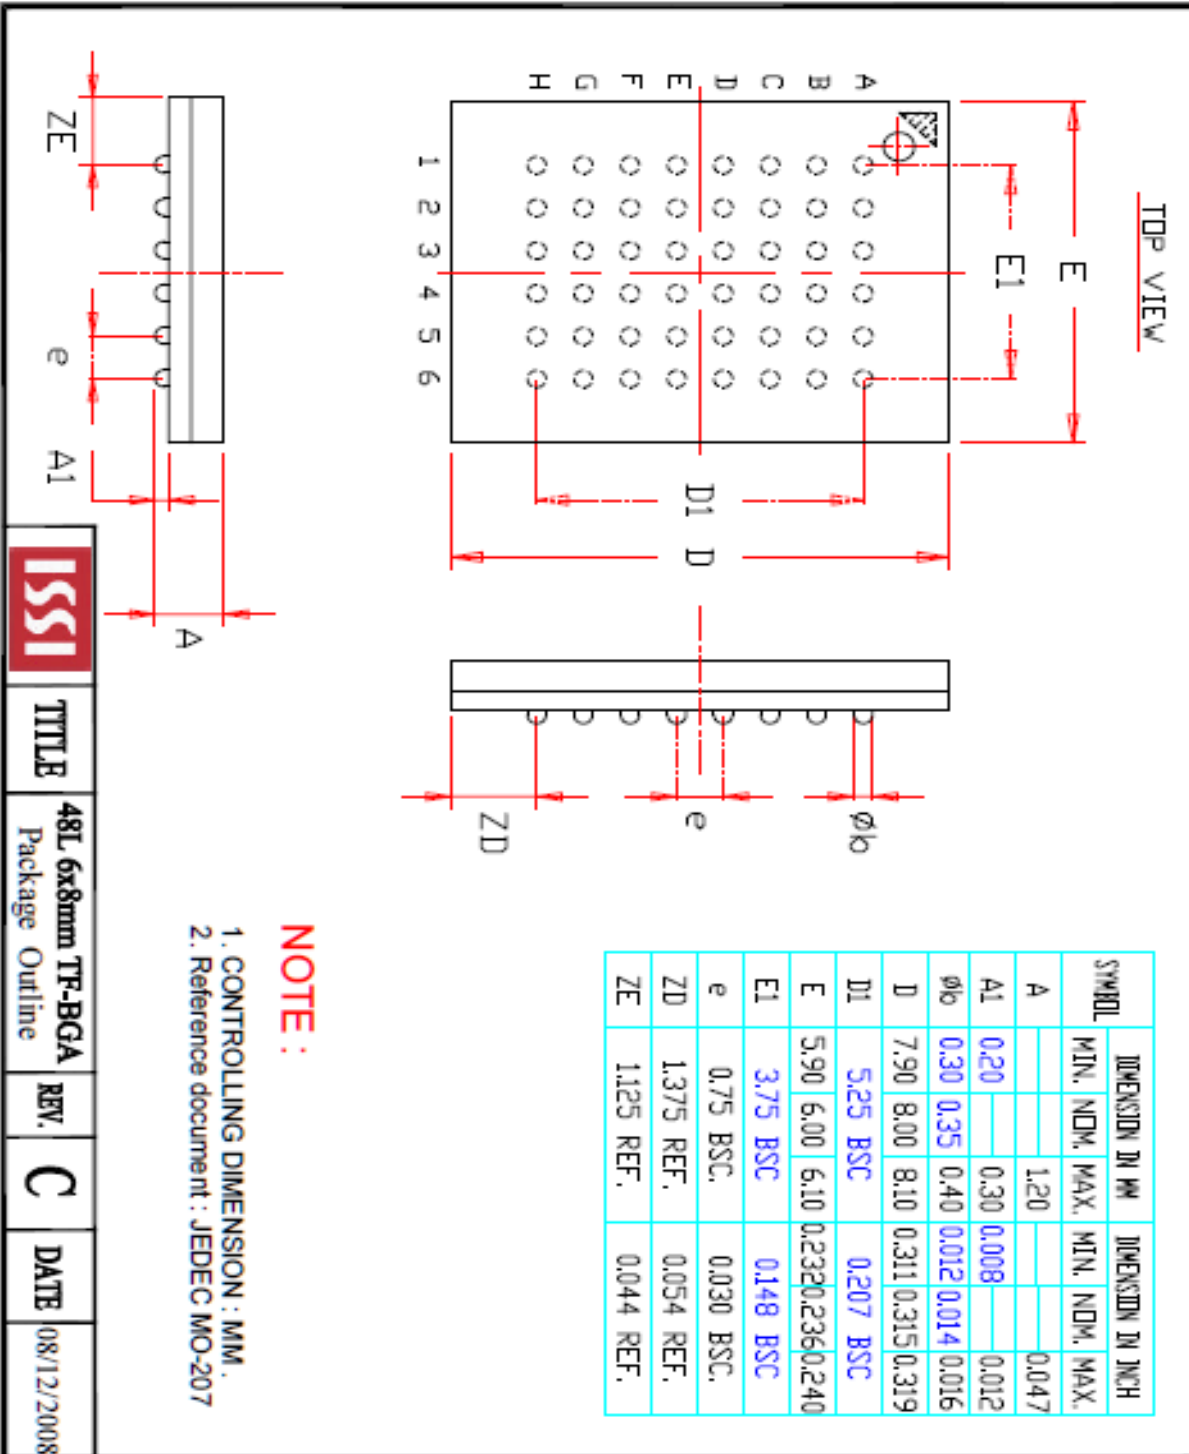 TOP VIEW
E
E1
A
B
C
D
E
F
G
H
1
2
3
4
5
6
D1
D
ZE
e
A1
A
Øb
e
ZD
SYMBOL DIMENSION IN MM DIMENSION IN INCH
MIN. NOM. MAX. MIN. NOM. MAX.
A 1.20 0.047
A1 0.20 0.30 0.008 0.012
Øb 0.30 0.35 0.40 0.012 0.014 0.016
D 7.90 8.00 8.10 0.311 0.315 0.319
D1 5.25 BSC 0.207 BSC
E 5.90 6.00 6.10 0.232 0.236 0.240
E1 3.75 BSC 0.148 BSC
e 0.75 BSC. 0.030 BSC.
ZD 1.375 REF. 0.054 REF.
ZE 1.125 REF. 0.044 REF.
NOTE :
1. CONTROLLING DIMENSION : MM .
2. Reference document : JEDEC MO-207
ISSI
TITLE
48L 6x8mm TF-BGA
Package Outline
REV.
C
DATE
08/12/2008